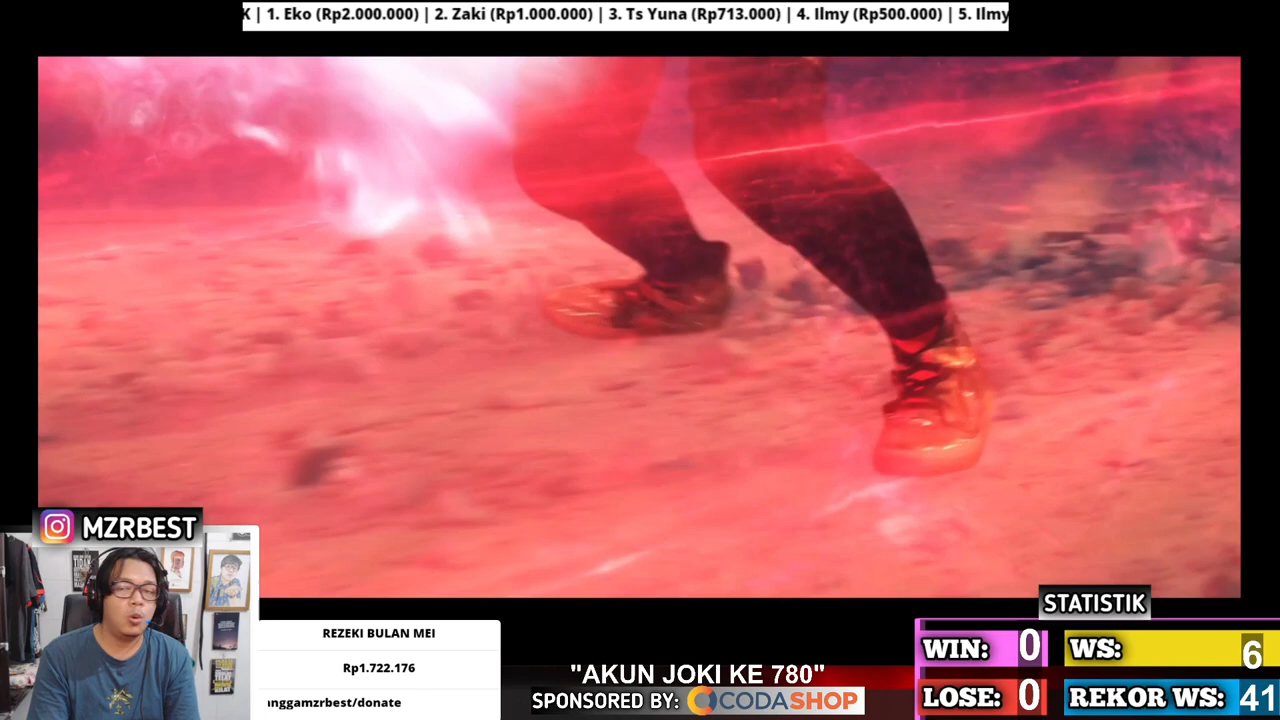 K | 1. Eko (Rp2.000.000) | 2. Zaki (Rp1.000.000) | 3. Ts Yuna (Rp713.000) | 4. Ilmy (Rp500.000) | 5. Ilmy
MZRBEST
REZEKI BULAN MEI
Rp1.722.176
anggamzrbest/donate
"AKUN JOKI KE 780"
SPONSORED BY: CODASHOP
STATISTIK
WIN: 0
WS: 6
LOSE: 0
REKOR WS: 41